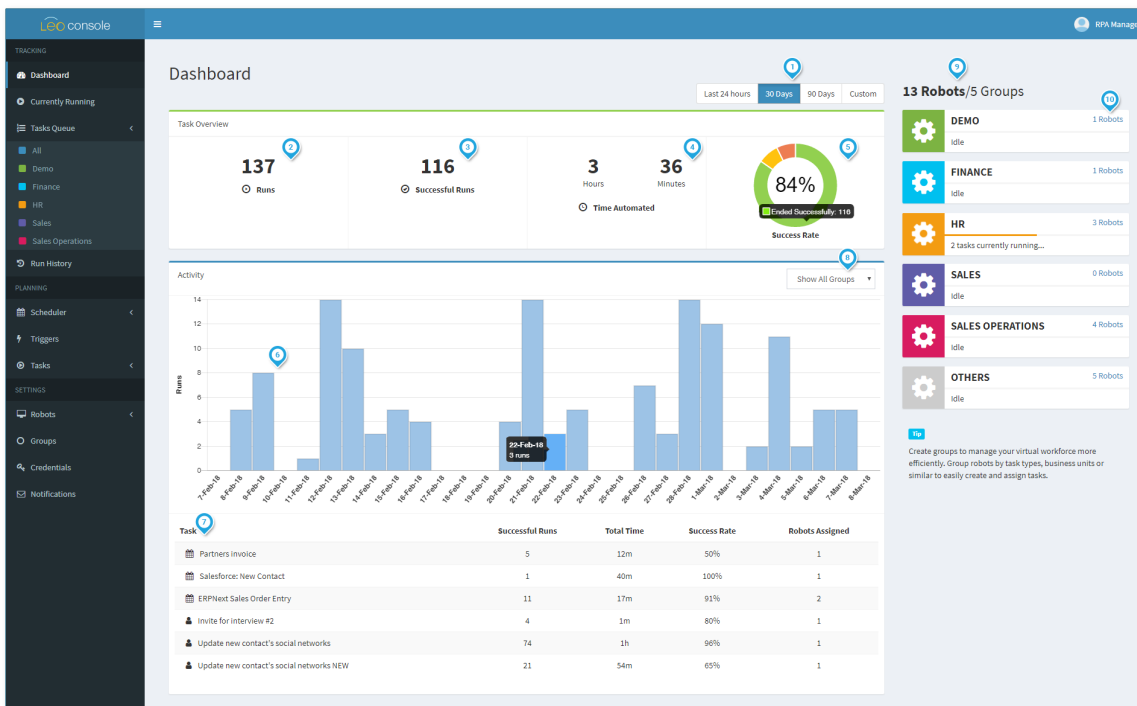 Leo console
RPA Manage
TRACKING
Dashboard
Currently Running
Tasks Queue
All
Demo
Finance
HR
Sales
Sales Operations
Run History
PLANNING
Scheduler
Triggers
Tasks
SETTINGS
Robots
Groups
Credentials
Notifications
Dashboard
1
Last 24 hours 30 Days 90 Days Custom
Task Overview
2
137
Runs
3
116
Successful Runs
4
3 36
Hours Minutes
Time Automated
5
84%
Ended Successfully: 116
Success Rate
Activity
8
Show All Groups
Runs
14
12
10
8
6
4
2
0
6
22-Feb-18
3 runs
7-Feb-18 8-Feb-18 9-Feb-18 10-Feb-18 11-Feb-18 12-Feb-18 13-Feb-18 14-Feb-18 15-Feb-18 16-Feb-18 17-Feb-18 18-Feb-18 19-Feb-18 20-Feb-18 21-Feb-18 22-Feb-18 23-Feb-18 24-Feb-18 25-Feb-18 26-Feb-18 27-Feb-18 28-Feb-18 1-Mar-18 2-Mar-18 3-Mar-18 4-Mar-18 5-Mar-18 6-Mar-18 7-Mar-18 8-Mar-18
7
Task Successful Runs Total Time Success Rate Robots Assigned
Partners invoice 5 12m 50% 1
Salesforce: New Contact 1 40m 100% 1
ERPNext Sales Order Entry 11 17m 91% 2
Invite for interview #2 4 1m 80% 1
Update new contact's social networks 74 1h 96% 1
Update new contact's social networks NEW 21 54m 65% 1
9
13 Robots/5 Groups
10
DEMO 1 Robots
Idle
FINANCE 1 Robots
Idle
HR 3 Robots
2 tasks currently running...
SALES 0 Robots
Idle
SALES OPERATIONS 4 Robots
Idle
OTHERS 5 Robots
Idle
Tip
Create groups to manage your virtual workforce more
efficiently. Group robots by task types, business units or
similar to easily create and assign tasks.